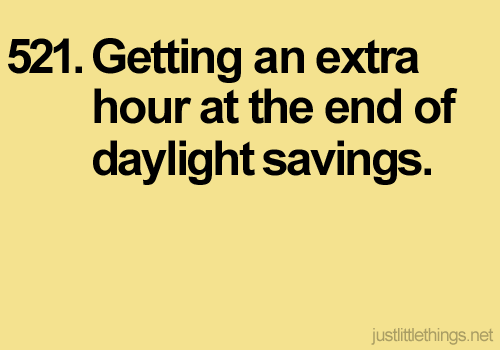 521. Getting an extra
hour at the end of
daylight savings.
justlittlethings.net